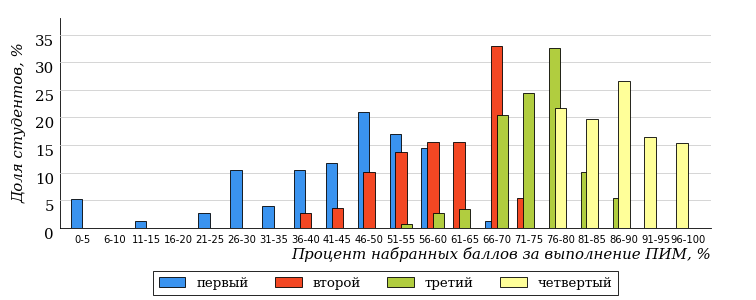 Доля студентов, %
35
30
25
20
15
10
5
0
0-5 6-10 11-15 16-20 21-25 26-30 31-35 36-40 41-45 46-50 51-55 56-60 61-65 66-70 71-75 76-80 81-85 86-90 91-95 96-100
Процент набранных баллов за выполнение ПИМ, %
первый второй третий четвертый